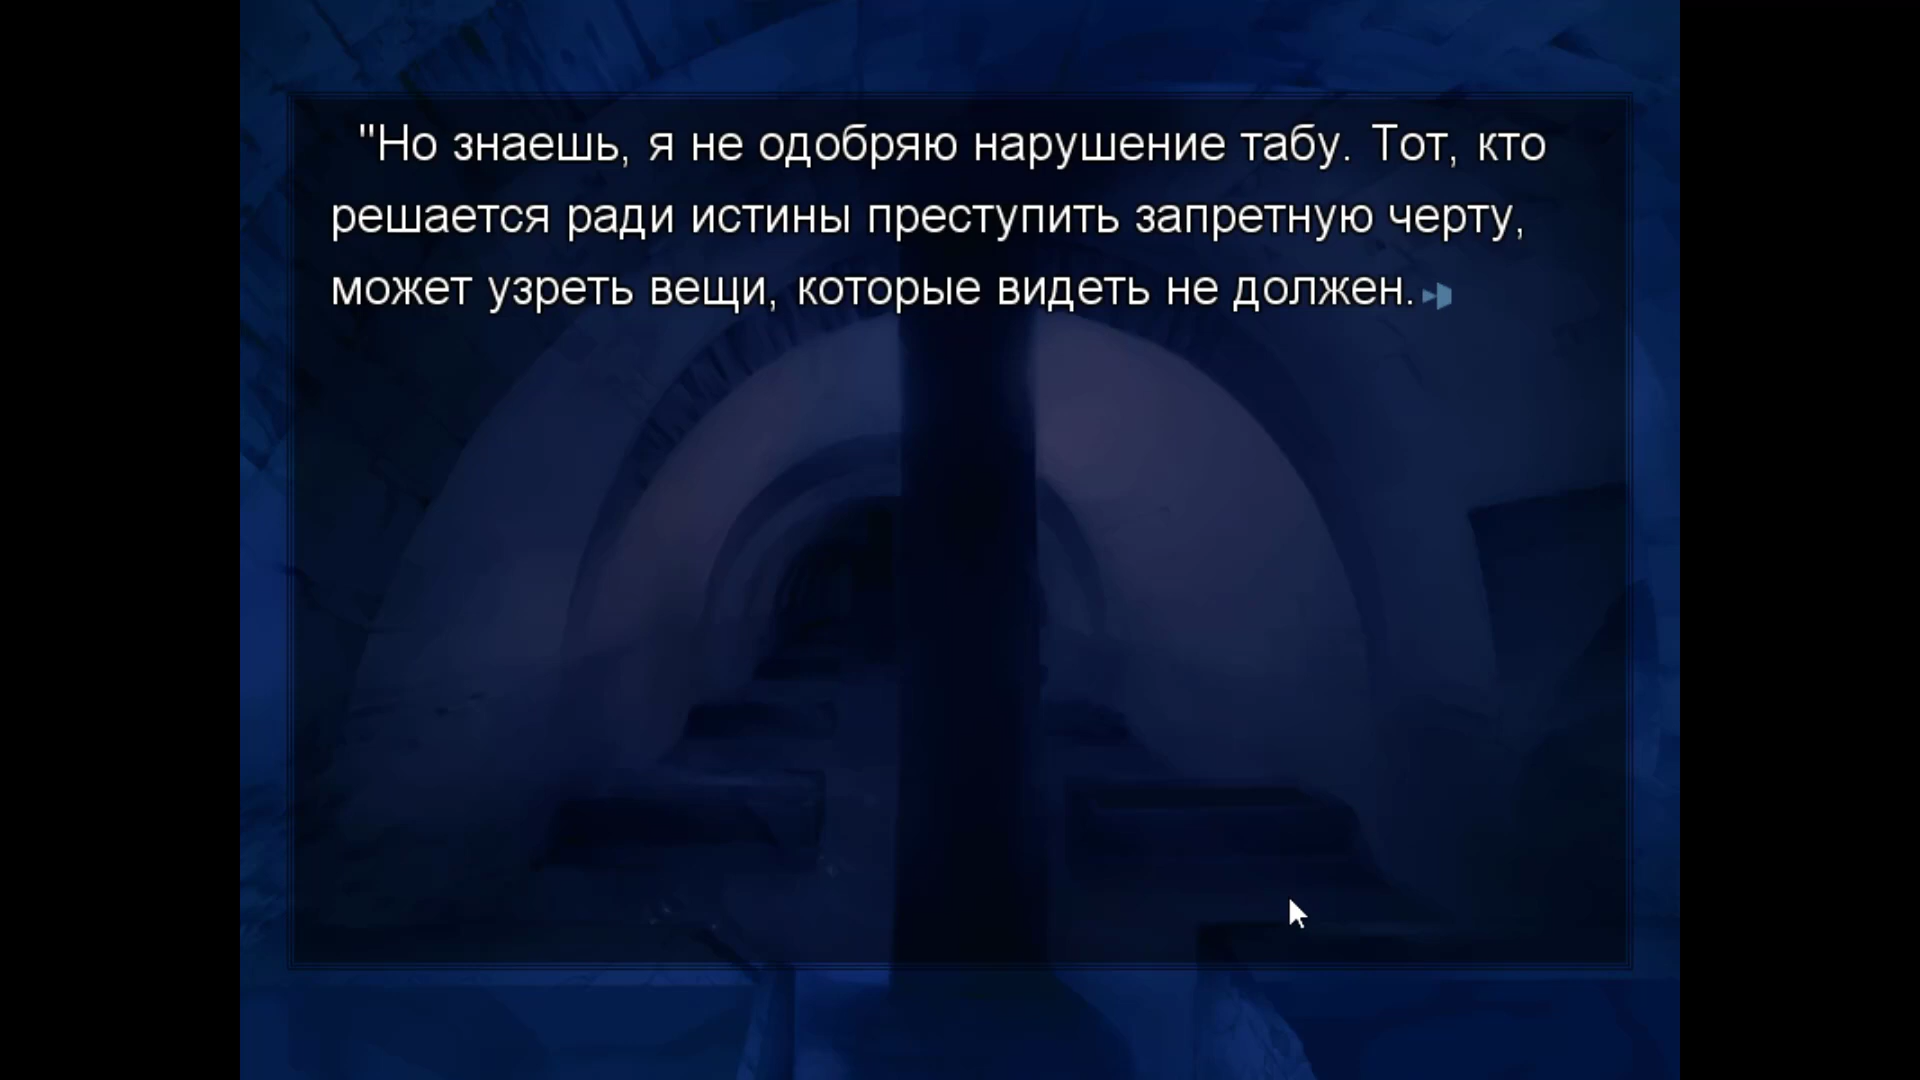 "Но знаешь, я не одобряю нарушение табу. Тот, кто
решается ради истины преступить запретную черту,
может узреть вещи, которые видеть не должен.